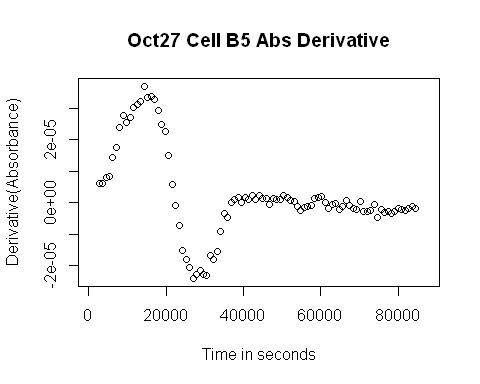 Oct27 Cell B5 Abs Derivative
Derivative(Absorbance)
2e-05
0e+00
-2e-05
0 20000 40000 60000 80000
Time in seconds